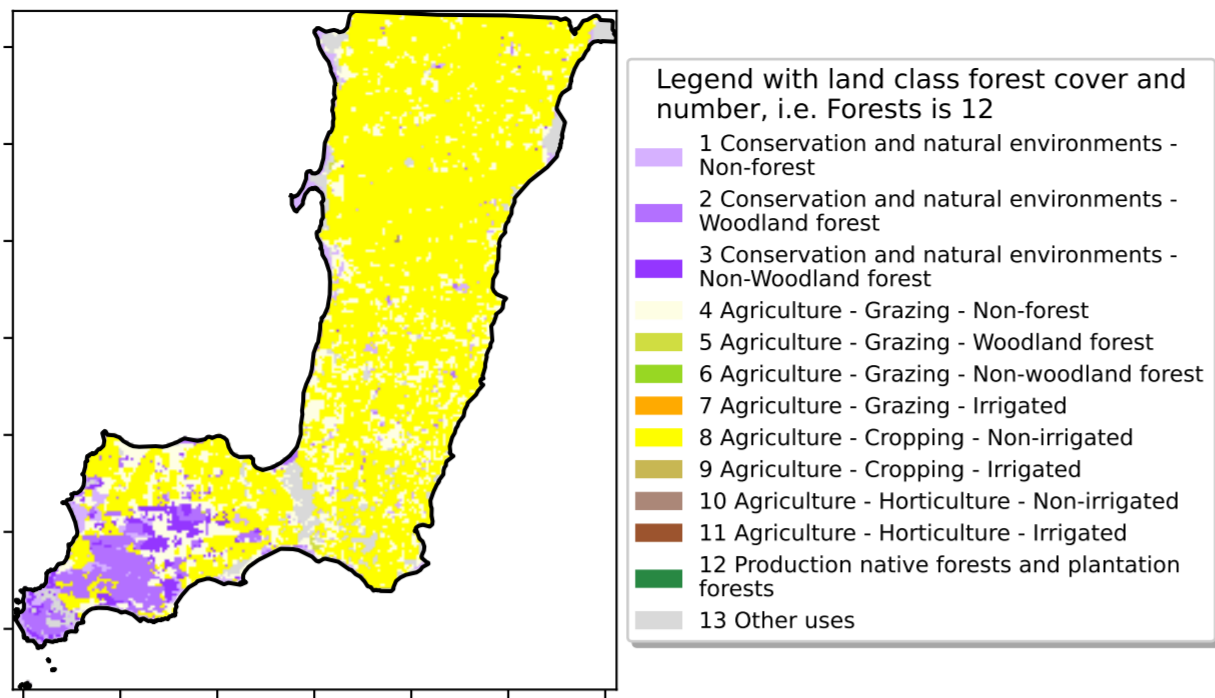 Legend with land class forest cover and
number, i.e. Forests is 12
1 Conservation and natural environments -
Non-forest
2 Conservation and natural environments -
Woodland forest
3 Conservation and natural environments -
Non-Woodland forest
4 Agriculture - Grazing - Non-forest
5 Agriculture - Grazing - Woodland forest
6 Agriculture - Grazing - Non-woodland forest
7 Agriculture - Grazing - Irrigated
8 Agriculture - Cropping - Non-irrigated
9 Agriculture - Cropping - Irrigated
10 Agriculture - Horticulture - Non-irrigated
11 Agriculture - Horticulture - Irrigated
12 Production native forests and plantation
forests
13 Other uses